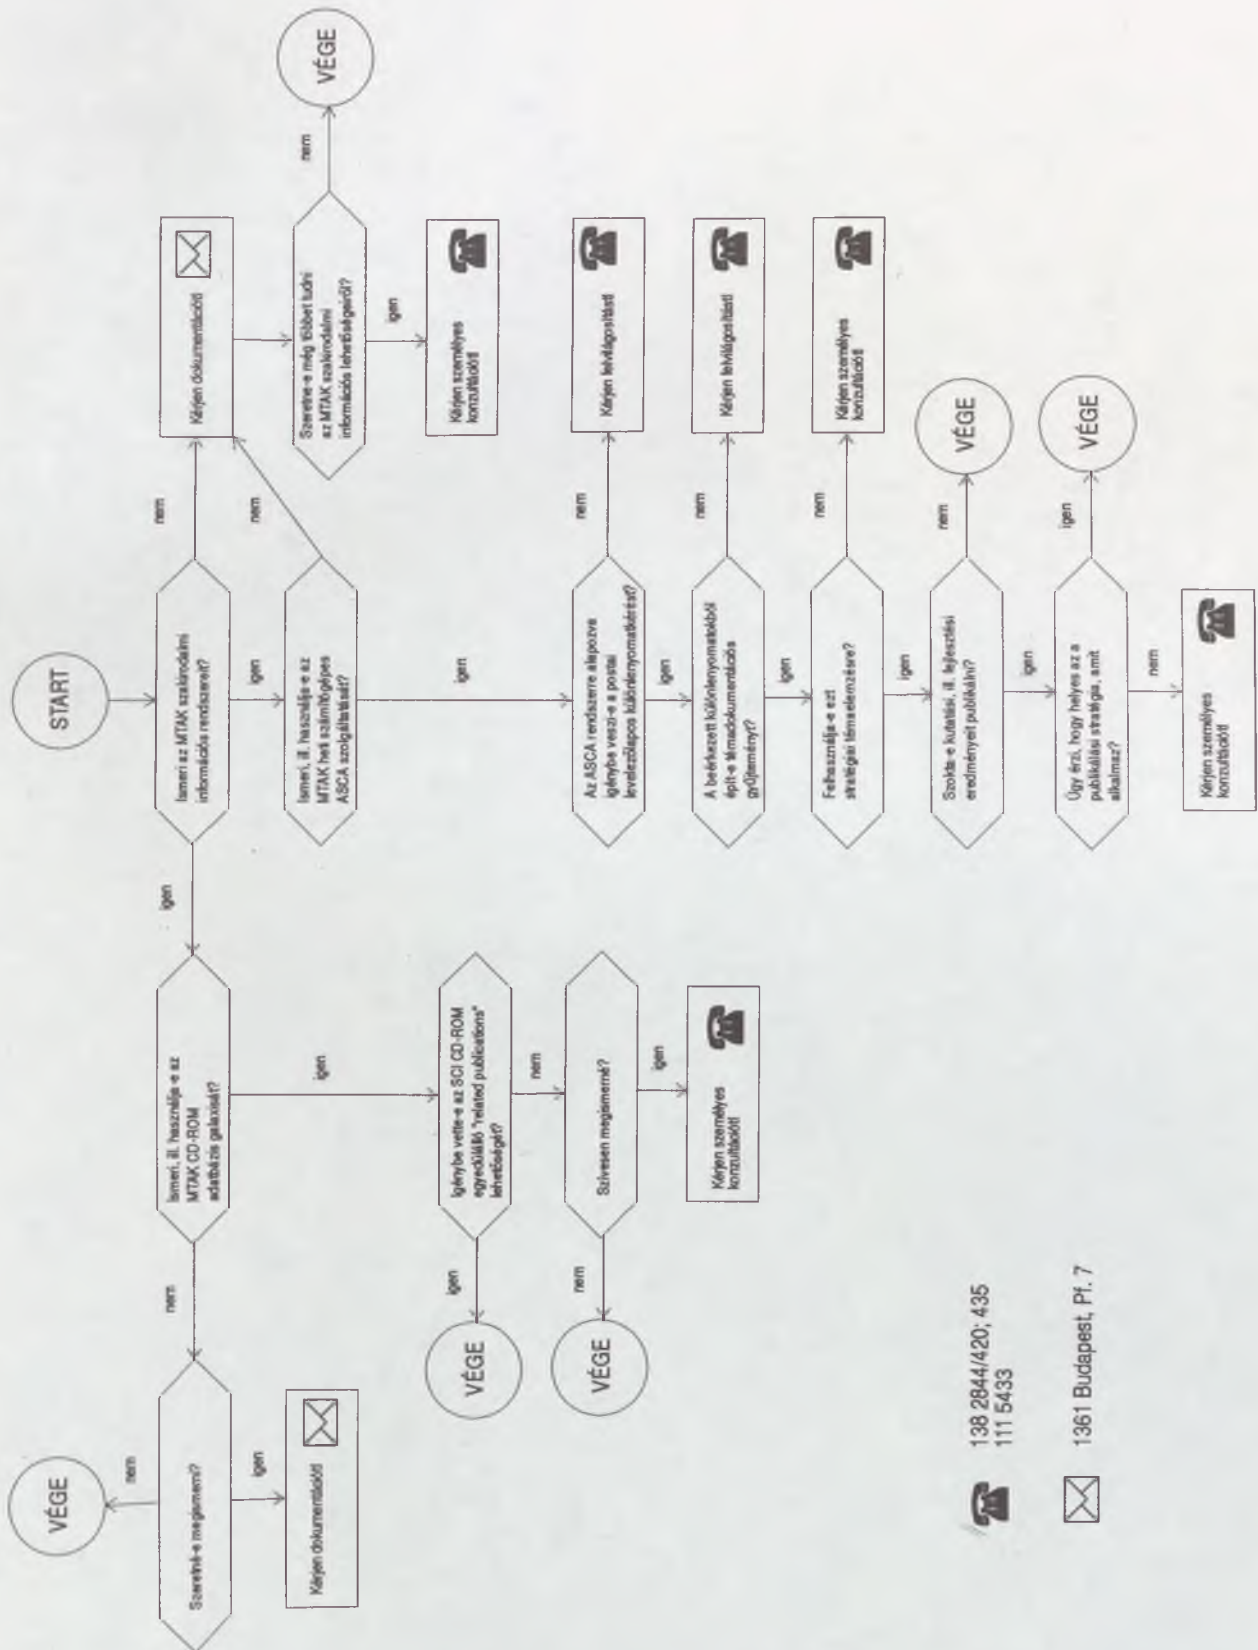 START
Ismeri az MTAK szakirodalmi
információs rendszereit?
nem
igen
igen
Kérjen dokumentációt!
Szeretne-e még többet tudni
az MTAK szakirodalmi
információs lehetőségeiről?
nem
VÉGE
igen
Kérjen személyes
konzultációt!
Ismeri, ill. használja-e az
MTAK heti számítógépes
ASCA szolgáltatását?
nem
igen
Az ASCA rendszerre alapozva
igénybe veszi-e a postai
levelezőlapos különlenyomatkérést?
nem
Kérjen felvilágosítást!
igen
A beérkezett különlenyomatokból
épít-e témadokumentációs
gyűjteményt?
nem
Kérjen felvilágosítást!
igen
Felhasználja-e ezt
stratégiai témaelemzésre?
nem
Kérjen személyes
konzultációt!
igen
Szokta-e kutatási, ill. fejlesztési
eredményeit publikálni?
nem
VÉGE
igen
Úgy érzi, hogy helyes az a
publikálási stratégia, amit
alkalmaz?
igen
VÉGE
nem
Kérjen személyes
konzultációt!
Ismeri, ill. használja-e az
MTAK CD-ROM
adatbázis galaxisát?
nem
igen
Szeretné-e megismerni?
nem
VÉGE
igen
Kérjen dokumentációt!
Igénybe vette-e az SCI CD-ROM
egyedülálló "related publications"
lehetőségét?
igen
VÉGE
nem
Szívesen megismerné?
nem
VÉGE
igen
Kérjen személyes
konzultációt!
138 2844/420; 435
111 5433
1361 Budapest, Pf. 7